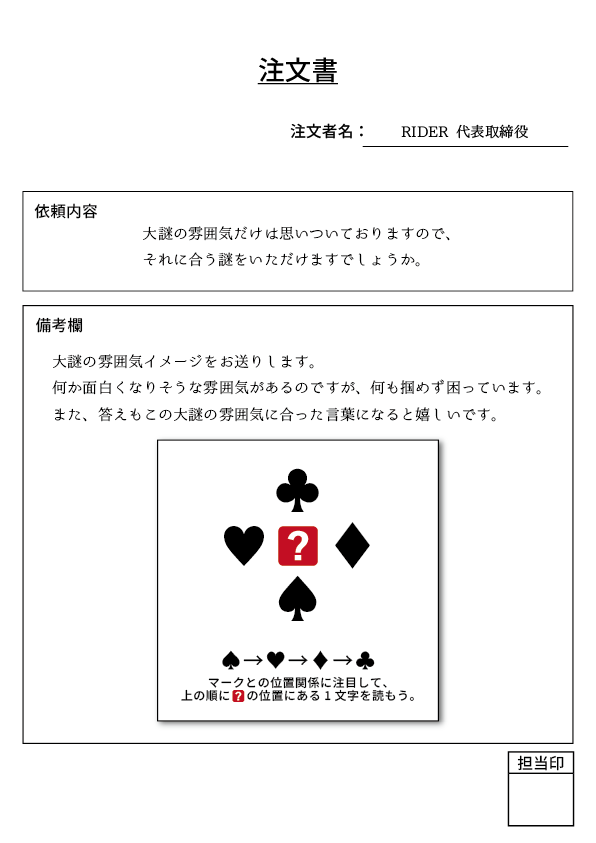 注文書
注文者名： RIDER 代表取締役
依頼内容
大謎の雰囲気だけは思いついておりますので、
それに合う謎をいただけますでしょうか。
備考欄
大謎の雰囲気イメージをお送りします。
何か面白くなりそうな雰囲気があるのですが、何も掴めず困っています。
また、答えもこの大謎の雰囲気に合った言葉になると嬉しいです。
♣
♥ ? ♦
♠
♠→♥→♦→♣
マークとの位置関係に注目して、
上の順に?の位置にある１文字を読もう。
担当印